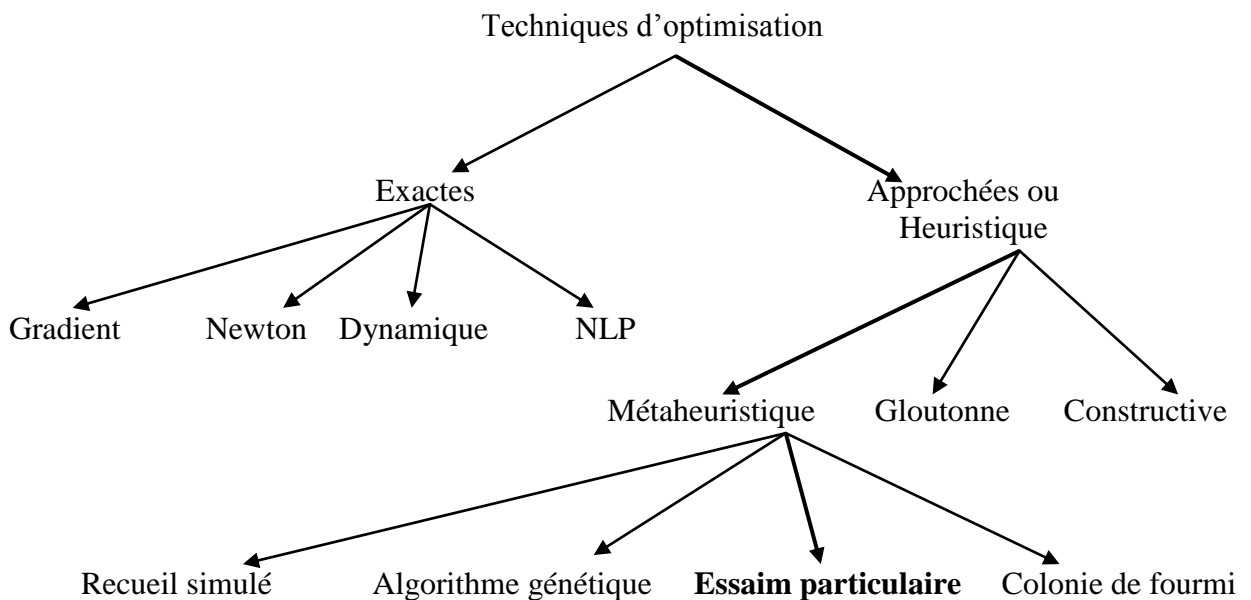 Techniques d’optimisation
Exactes
Approchées ou
Heuristique
Gradient
Newton
Dynamique
NLP
Métaheuristique
Gloutonne
Constructive
Recueil simulé
Algorithme génétique
Essaim particulaire
Colonie de fourmi